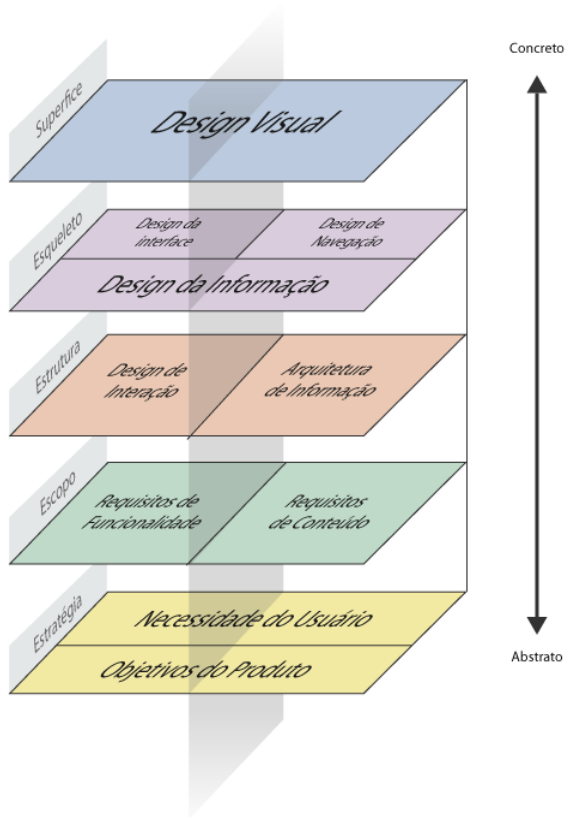 Concreto
Superfice
Design Visual
Esqueleto
Design da
interface
Design de
Navegação
Design da Informação
Estrutura
Design de
Interação
Arquitetura
de Informação
Escopo
Requisitos de
Funcionalidade
Requisitos
de Conteúdo
Estratégia
Necessidade do Usuário
Objetivos do Produto
Abstrato